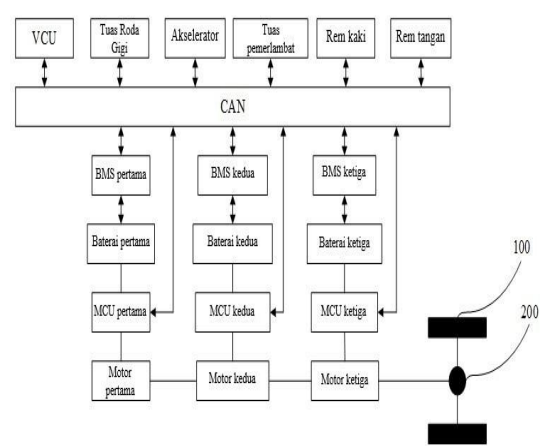 VCU
Tuas Roda
Gigi
Akselerator
Tuas
pemerlambat
Rem kaki
Rem tangan
CAN
BMS pertama
BMS kedua
BMS ketiga
Baterai pertama
Baterai kedua
Baterai ketiga
100
MCU pertama
MCU kedua
MCU ketiga
200
Motor
pertama
Motor kedua
Motor ketiga